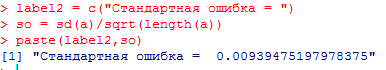 > label2 = c("Стандартная ошибка = ")
> so = sd(a)/sqrt(length(a))
> paste(label2,so)
[1] "Стандартная ошибка =  0.00939475197978375"